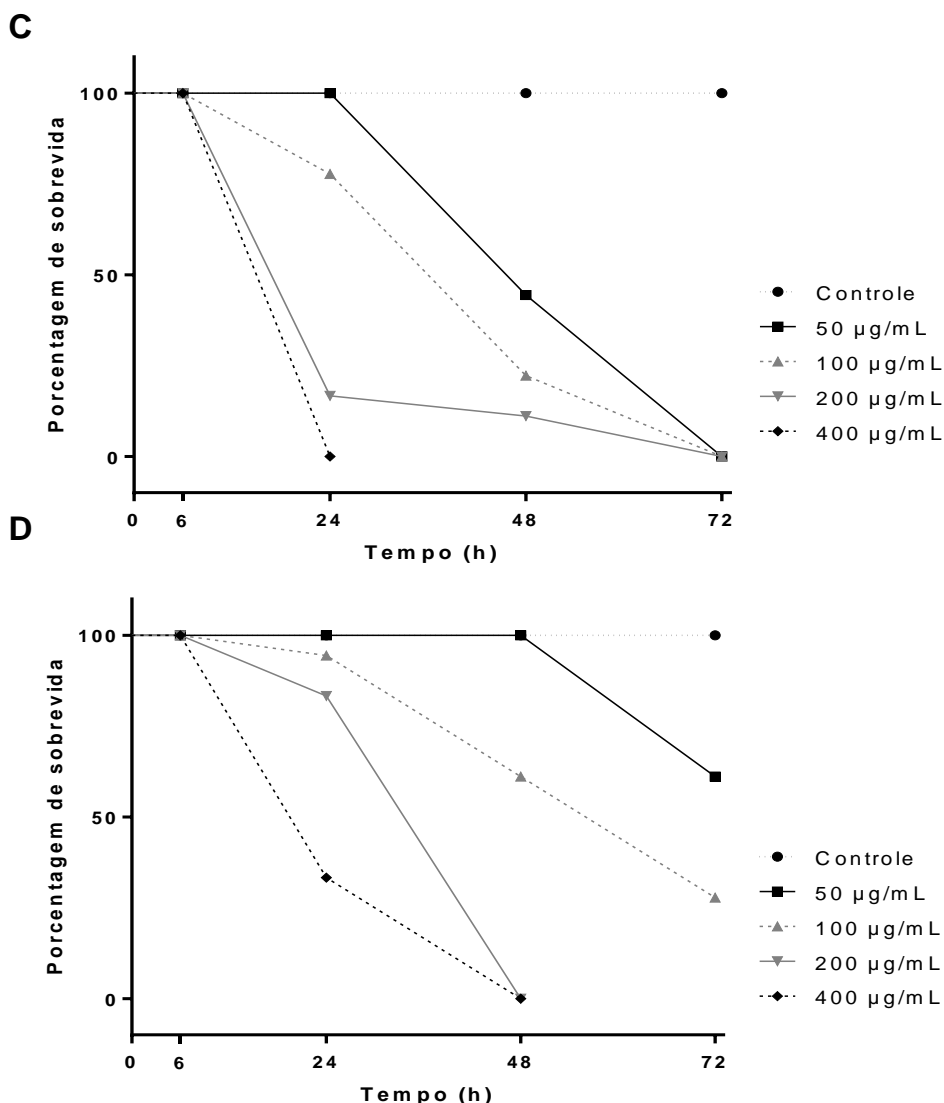 C
Porcentagem de sobrevida
100
50
0
0 6 24 48 72
Tempo (h)
Controle
50 µg/mL
100 µg/mL
200 µg/mL
400 µg/mL
D
Porcentagem de sobrevida
100
50
0
0 6 24 48 72
Tempo (h)
Controle
50 µg/mL
100 µg/mL
200 µg/mL
400 µg/mL